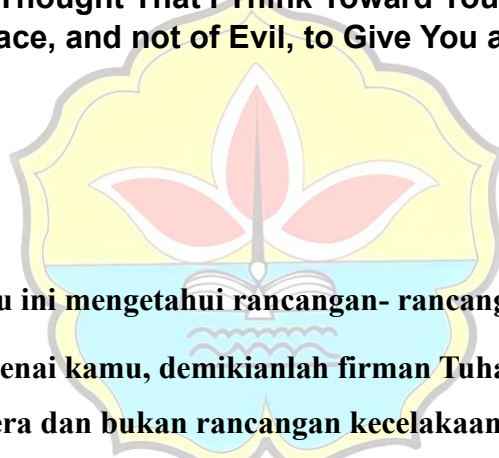 Thought That I Think Toward You
ace, and not of Evil, to Give You a
u ini mengetahui rancangan- rancang
enai kamu, demikianlah firman Tuha
era dan bukan rancangan kecelakaan